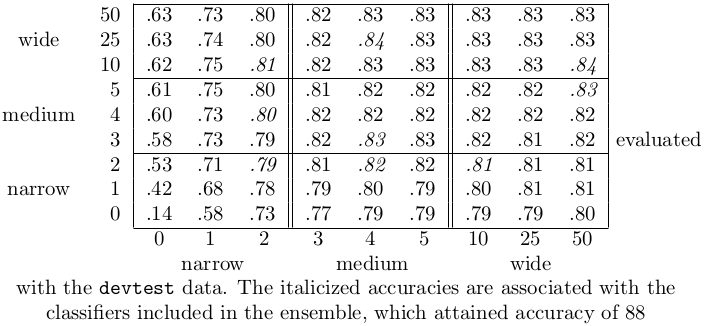 50 .63 .73 .80 .82 .83 .83 .83 .83 .83
wide 25 .63 .74 .80 .82 .84 .83 .83 .83 .83
10 .62 .75 .81 .82 .83 .83 .83 .83 .84
5 .61 .75 .80 .81 .82 .82 .82 .82 .83
medium 4 .60 .73 .80 .82 .82 .82 .82 .82 .82
3 .58 .73 .79 .82 .83 .83 .82 .81 .82 evaluated
2 .53 .71 .79 .81 .82 .82 .81 .81 .81
narrow 1 .42 .68 .78 .79 .80 .79 .80 .81 .81
0 .14 .58 .73 .77 .79 .79 .79 .79 .80
0 1 2 3 4 5 10 25 50
narrow medium wide
with the devtest data. The italicized accuracies are associated with the
classifiers included in the ensemble, which attained accuracy of 88